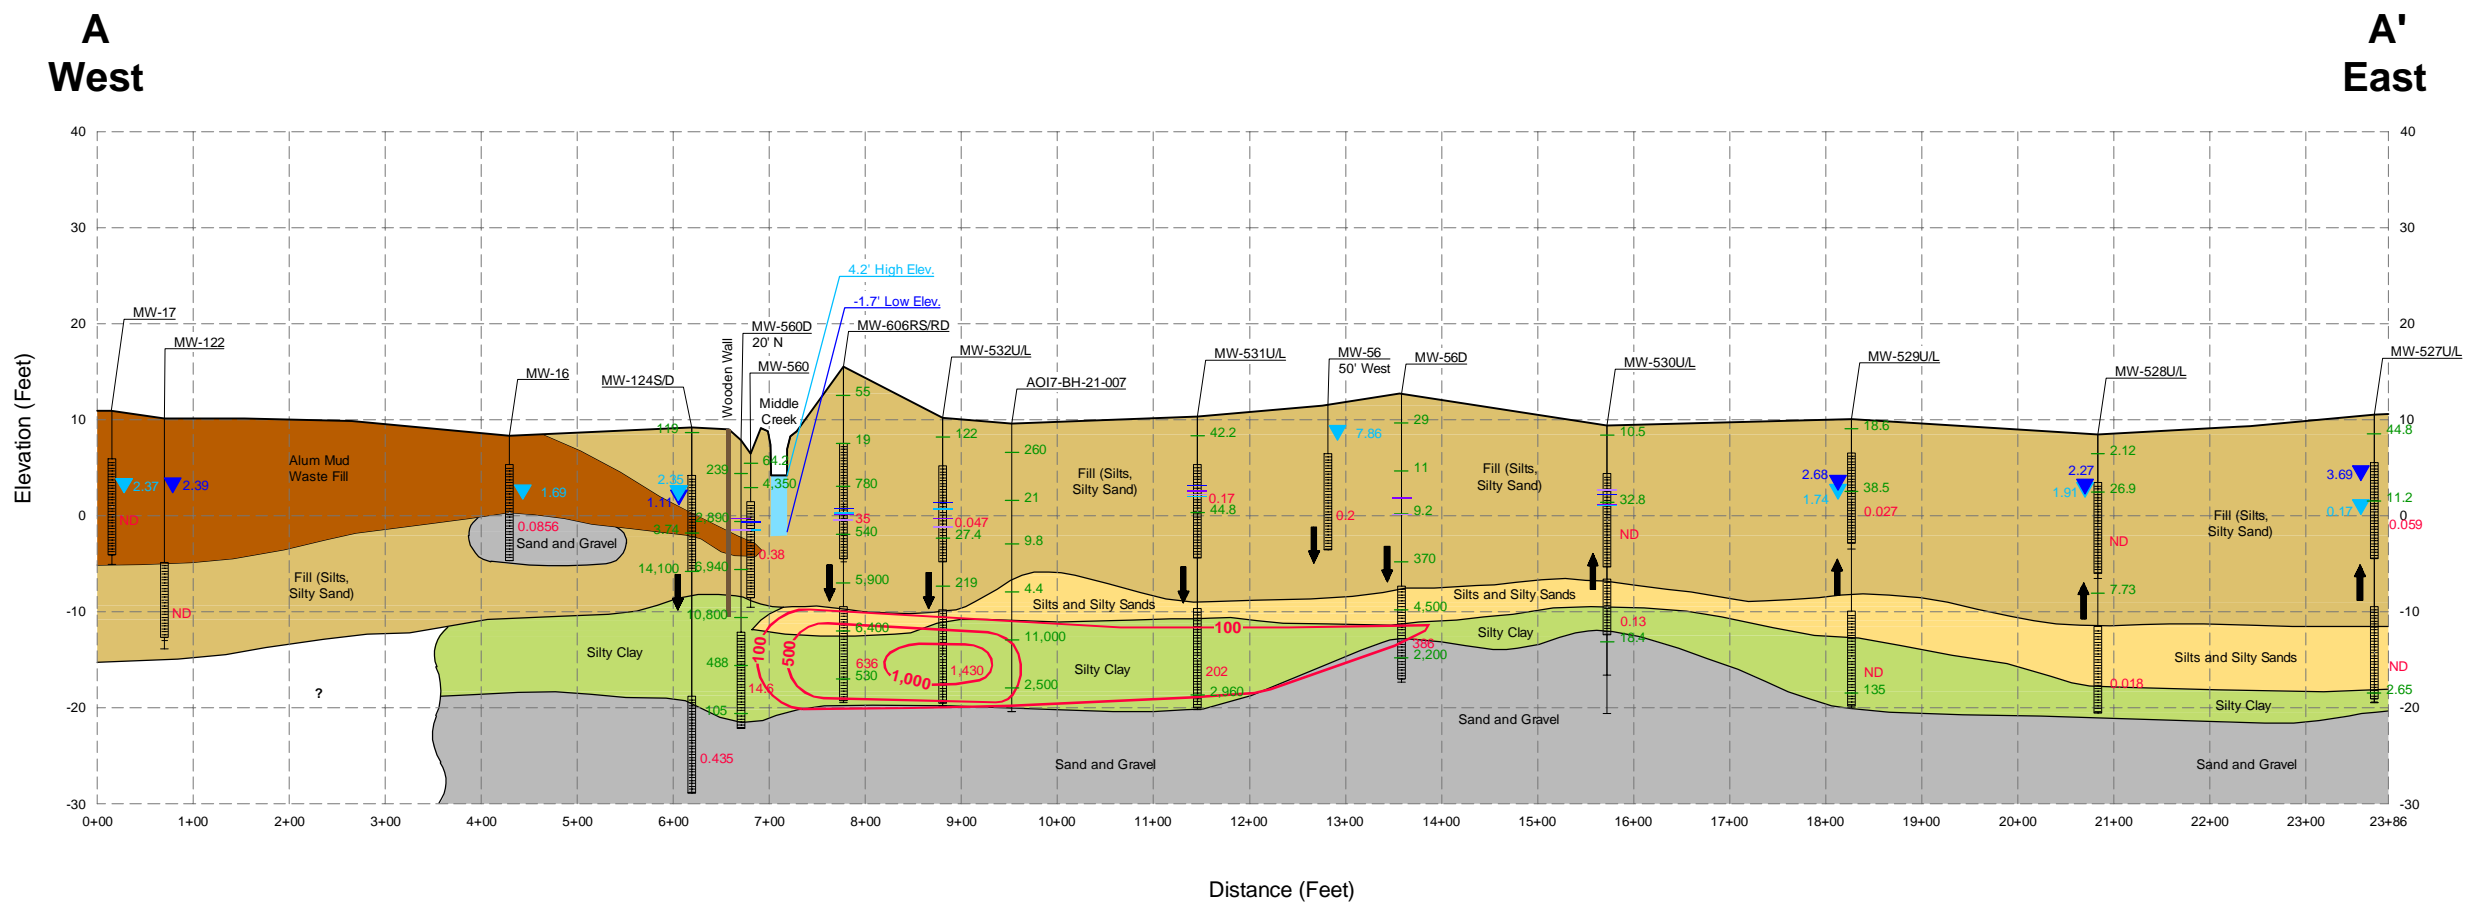 A
West
A'
East
40
30
20
10
0
-10
-20
-30
Elevation (Feet)
40
30
20
10
0
-10
-20
-30
4.2' High Elev.
-1.7' Low Elev.
MW-17
MW-122
MW-16
MW-124S/D
Wooden Wall
MW-560D
20' N
MW-560
Middle
Creek
MW-606RS/RD
MW-532U/L
AOI7-BH-21-007
MW-531U/L
MW-56
50' West
MW-56D
MW-530U/L
MW-529U/L
MW-528U/L
MW-527U/L
Alum Mud
Waste Fill
Fill (Silts,
Silty Sand)
Fill (Silts,
Silty Sand)
Fill (Silts,
Silty Sand)
Fill (Silts,
Silty Sand)
Sand and Gravel
Silty Clay
?
Silts and Silty Sands
Silts and Silty Sands
Silts and Silty Sands
Silty Clay
Silty Clay
Silty Clay
Sand and Gravel
Sand and Gravel
Sand and Gravel
2.37
ND
2.39
ND
1.69
0.0856
2.35
1.11
3.74
14,100
10,800
0.435
239
6,940
488
14.6
105
64.2
4,350
0.38
55
19
780
35
540
5,900
6,400
636
530
122
0.047
27.4
219
1,430
260
21
9.8
4.4
11,000
2,500
42.2
0.17
44.8
202
2,960
7.86
0.2
29
11
9.2
370
4,500
386
2,200
10.5
32.8
ND
0.13
18.4
18.6
2.68
1.74
38.5
0.027
ND
135
2.12
2.27
1.91
26.9
ND
7.73
0.018
44.8
3.69
11.2
0.17
0.059
ND
2.65
100
500
1,000
100
0+00
1+00
2+00
3+00
4+00
5+00
6+00
7+00
8+00
9+00
10+00
11+00
12+00
13+00
14+00
15+00
16+00
17+00
18+00
19+00
20+00
21+00
22+00
23+00
23+86
Distance (Feet)